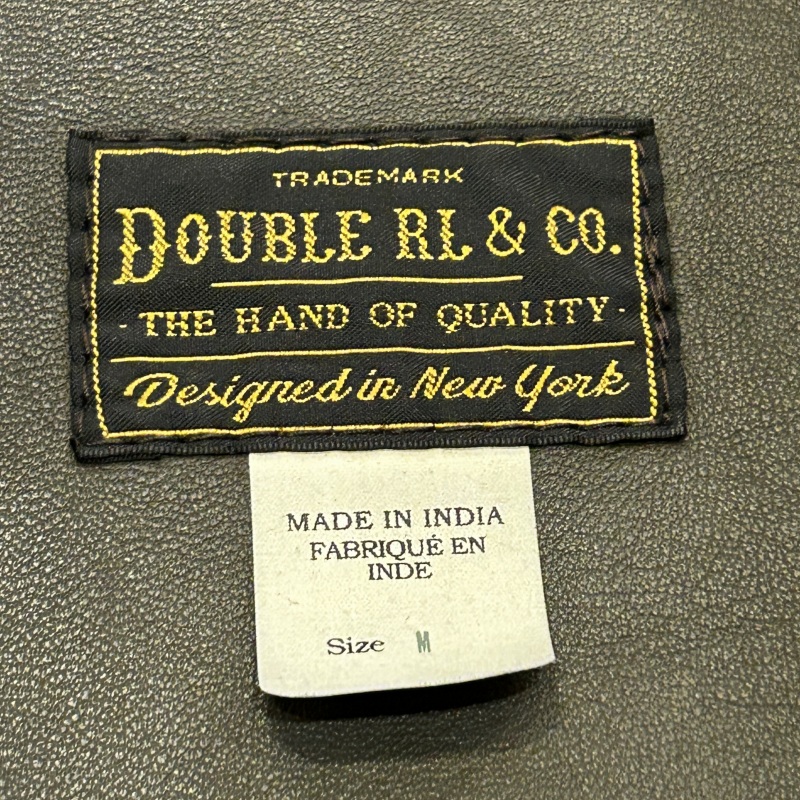 TRADEMARK
DOUBLE RL & CO.
- THE HAND OF QUALITY -
Designed in New York
MADE IN INDIA
FABRIQUÉ EN
INDE
Size M